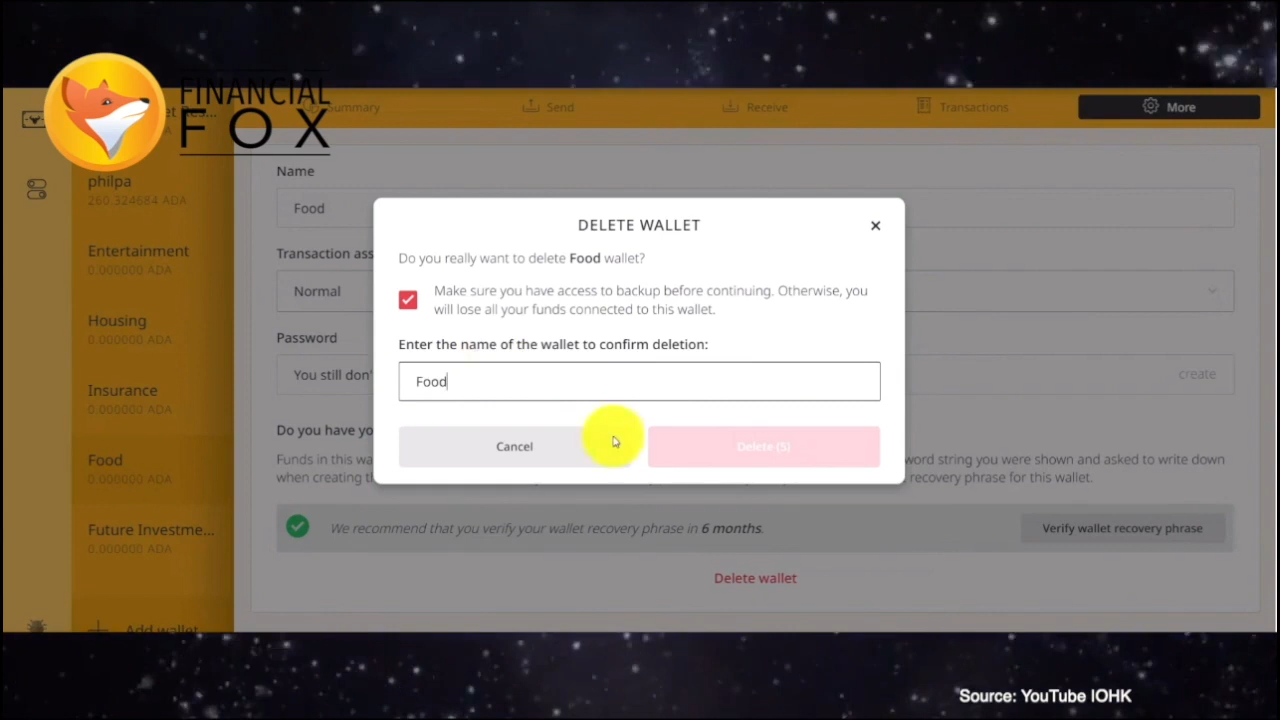 FINANCIAL
FOX
Summary
Send
Receive
Transactions
More
philpa
260.324684 ADA
Entertainment
0.000000 ADA
Housing
0.000000 ADA
Insurance
0.000000 ADA
Food
0.000000 ADA
Future Investme...
0.000000 ADA
Add wallet
Name
Food
Transaction ass
Normal
Password
You still don'
create
Do you have yo
Funds in this wa
word string you were shown and asked to write down
when creating th
recovery phrase for this wallet.
We recommend that you verify your wallet recovery phrase in 6 months.
Verify wallet recovery phrase
Delete wallet
DELETE WALLET
×
Do you really want to delete Food wallet?
Make sure you have access to backup before continuing. Otherwise, you
will lose all your funds connected to this wallet.
Enter the name of the wallet to confirm deletion:
Food
Cancel
Delete (5)
Source: YouTube IOHK